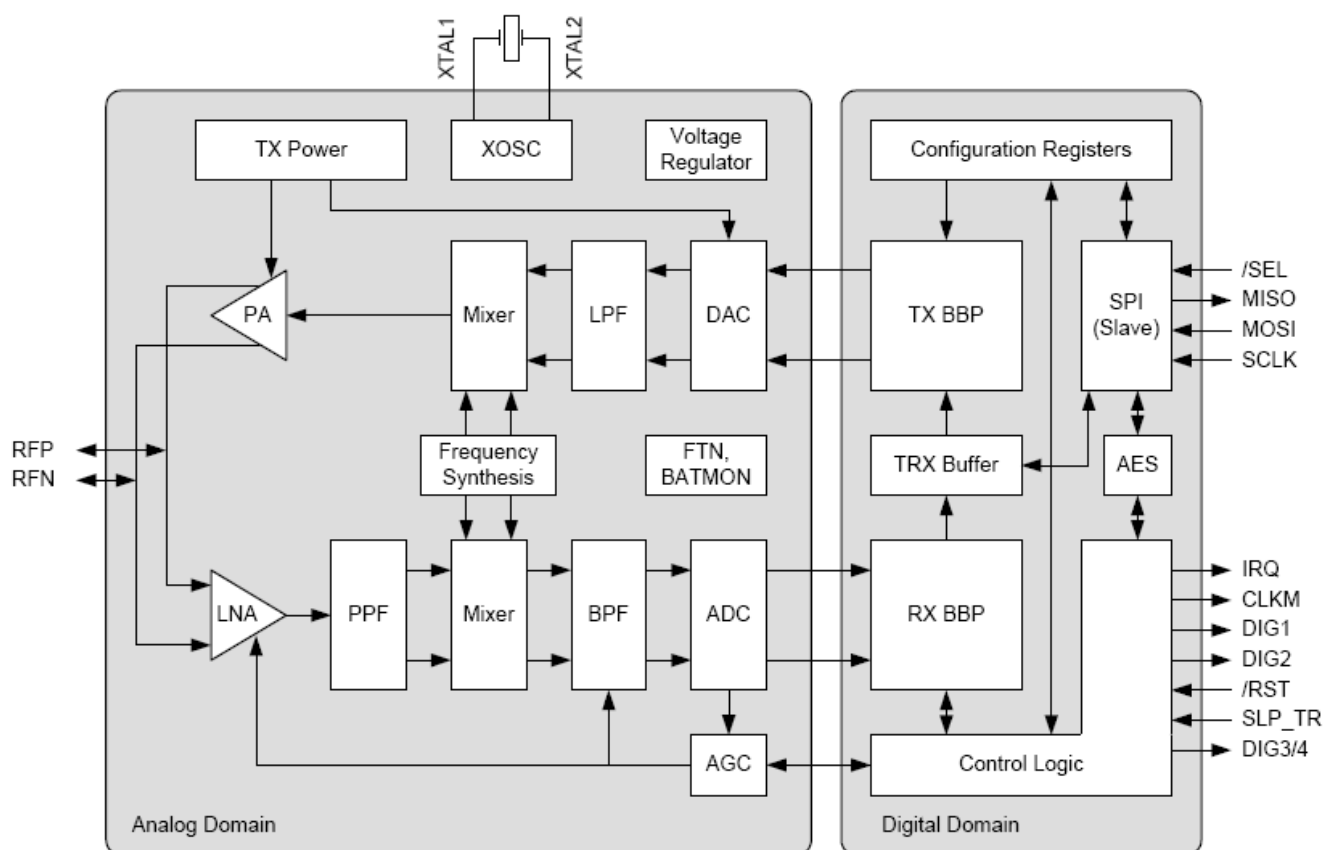 XTAL1
XTAL2
TX Power
XOSC
Voltage
Regulator
Configuration Registers
PA
Mixer
LPF
DAC
TX BBP
SPI
(Slave)
/SEL
MISO
MOSI
SCLK
RFP
RFN
Frequency
Synthesis
FTN,
BATMON
TRX Buffer
AES
LNA
PPF
Mixer
BPF
ADC
RX BBP
IRQ
CLKM
DIG1
DIG2
/RST
SLP_TR
DIG3/4
AGC
Control Logic
Analog Domain
Digital Domain